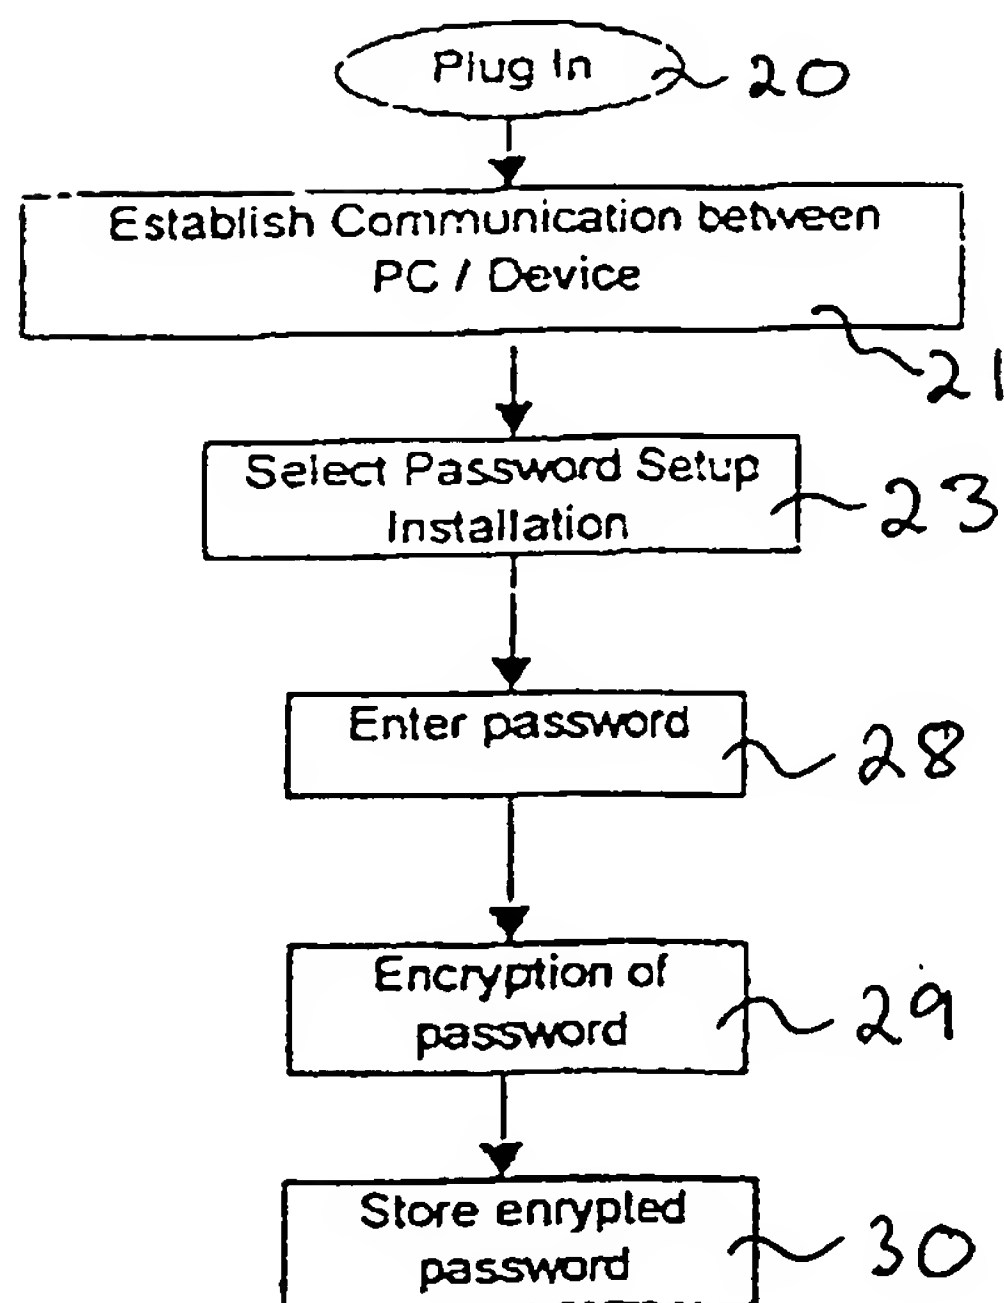 Plug In
20
Establish Communication between
PC / Device
21
Select Password Setup
Installation
23
Enter password
28
Encryption of
password
29
Store enrypted
password
30